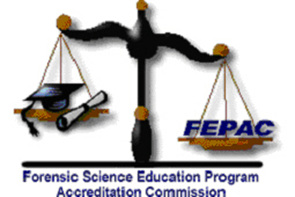 FEPAC
Forensic Science Education Program
Accreditation Commission